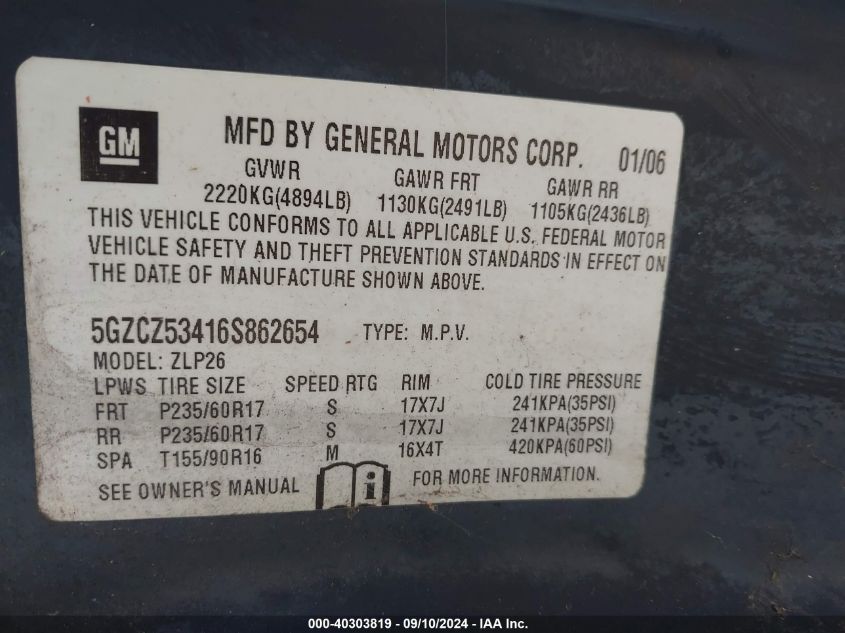 GM
MFD BY GENERAL MOTORS CORP. 01/06
GVWR GAWR FRT GAWR RR
2220KG(4894LB) 1130KG(2491LB) 1105KG(2436LB)
THIS VEHICLE CONFORMS TO ALL APPLICABLE U.S. FEDERAL MOTOR
VEHICLE SAFETY AND THEFT PREVENTION STANDARDS IN EFFECT ON
THE DATE OF MANUFACTURE SHOWN ABOVE.
5GZCZ53416S862654 TYPE: M.P.V.
MODEL: ZLP26
LPWS TIRE SIZE SPEED RTG RIM COLD TIRE PRESSURE
FRT P235/60R17 S 17X7J 241KPA(35PSI)
RR P235/60R17 S 17X7J 241KPA(35PSI)
SPA T155/90R16 M 16X4T 420KPA(60PSI)
SEE OWNER'S MANUAL i FOR MORE INFORMATION.
000-40303819 - 09/10/2024 - IAA Inc.